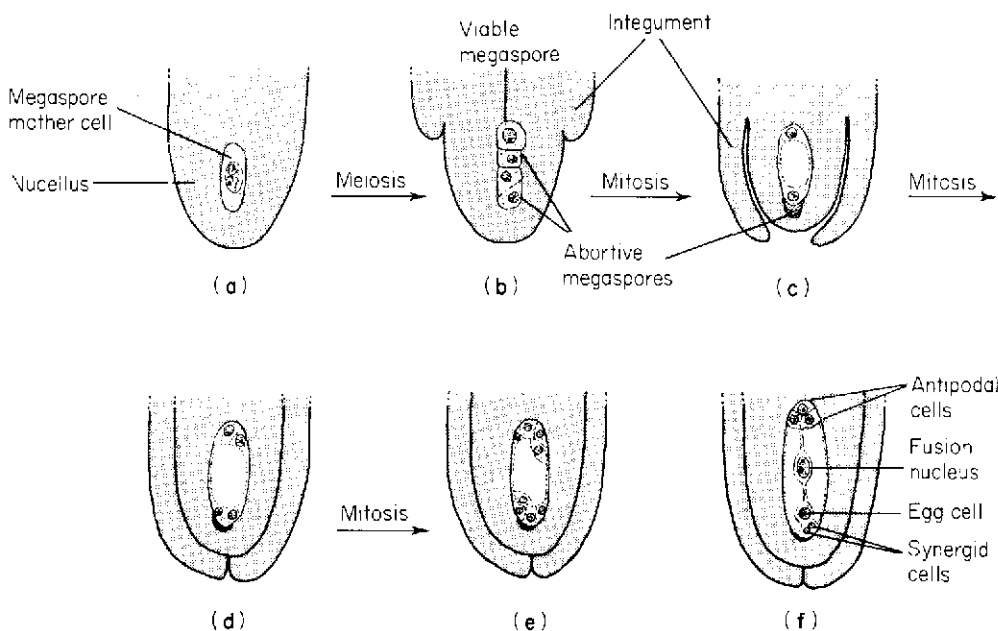 Viable
megaspore
Integument
Megaspore
mother cell
Nucellus
Meiosis
Mitosis
Mitosis
Abortive
megaspores
(a)
(b)
(c)
Antipodal
cells
Fusion
nucleus
Mitosis
Egg cell
Synergid
cells
(d)
(e)
(f)